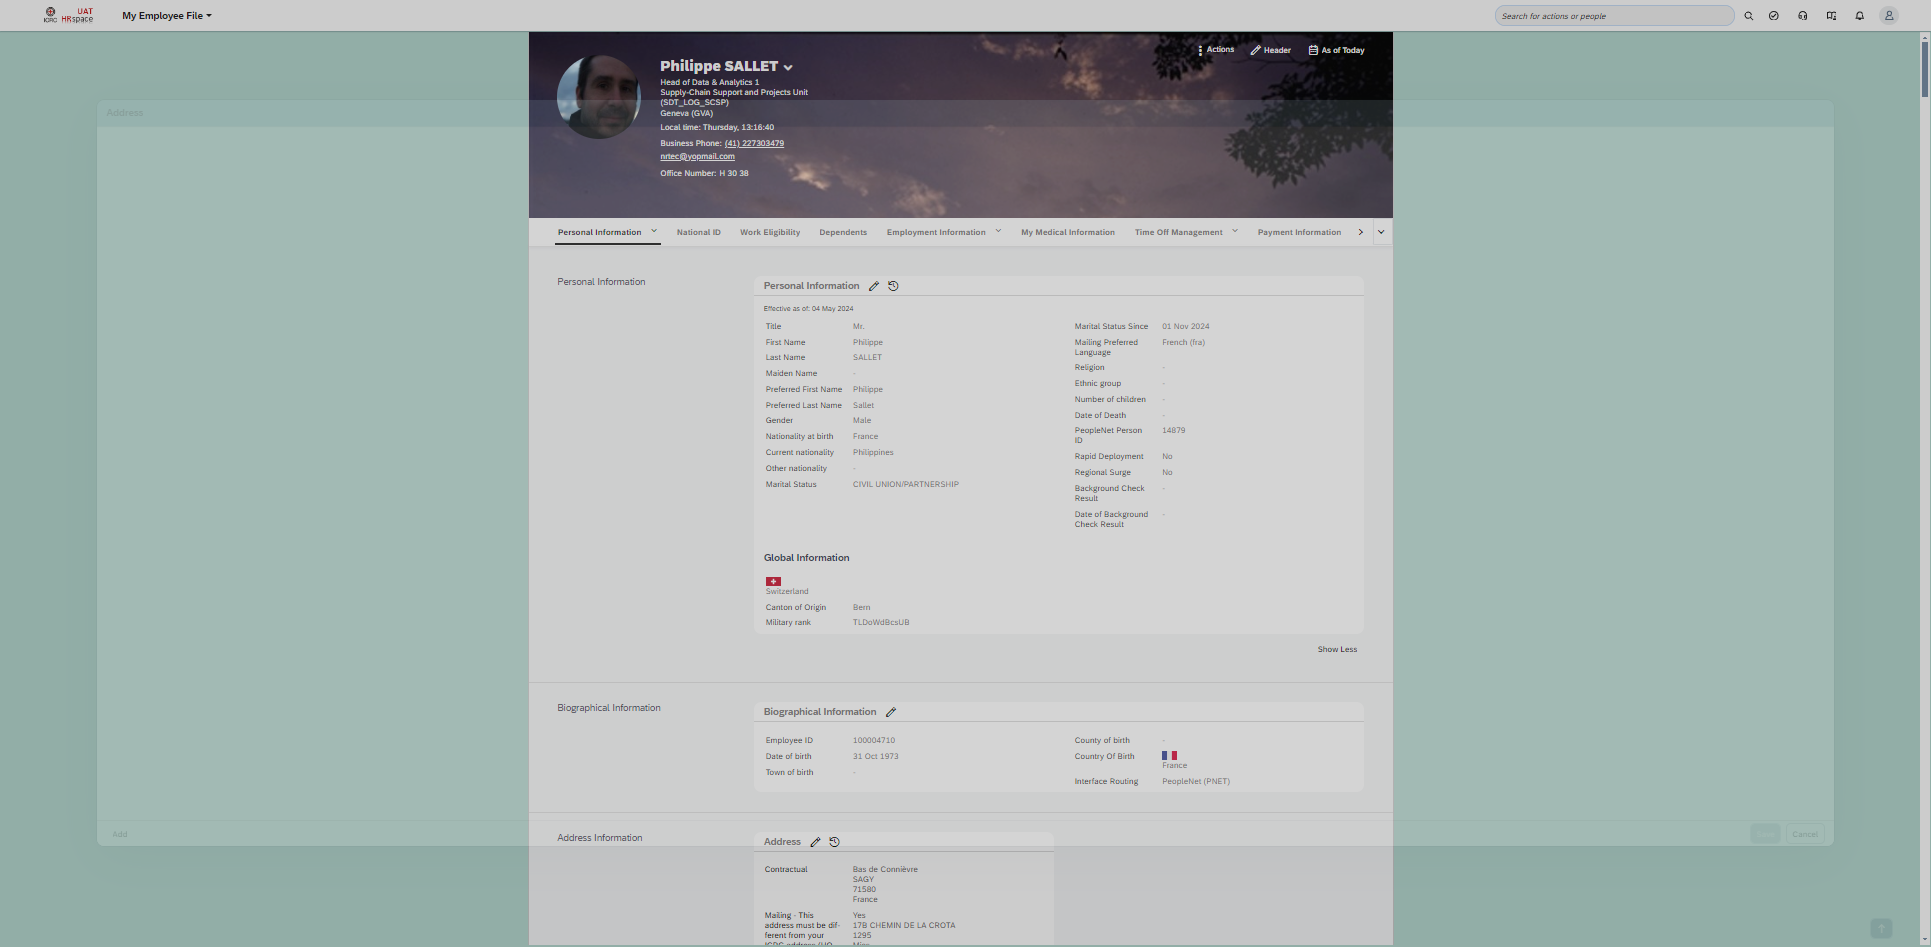 ICRC
UAT
HRspace
My Employee File
Search for actions or people
Actions
Header
As of Today
Philippe SALLET
Head of Data & Analytics 1
Supply-Chain Support and Projects Unit
(SDT_LOG_SCSP)
Geneva (GVA)
Local time: Thursday, 13:16:40
Business Phone: (41) 227303479
nrtec@yopmail.com
Office Number: H 30 38
Address
Personal Information
National ID
Work Eligibility
Dependents
Employment Information
My Medical Information
Time Off Management
Payment Information
Personal Information
Personal Information
Effective as of: 04 May 2024
Title Mr.
First Name Philippe
Last Name SALLET
Maiden Name -
Preferred First Name Philippe
Preferred Last Name Sallet
Gender Male
Nationality at birth France
Current nationality Philippines
Other nationality -
Marital Status CIVIL UNION/PARTNERSHIP
Marital Status Since 01 Nov 2024
Mailing Preferred French (fra)
Language
Religion -
Ethnic group -
Number of children -
Date of Death -
PeopleNet Person 14879
ID
Rapid Deployment No
Regional Surge No
Background Check -
Result
Date of Background -
Check Result
Global Information
Switzerland
Canton of Origin Bern
Military rank TLDoWdBcsUB
Show Less
Biographical Information
Biographical Information
Employee ID 100004710
Date of birth 31 Oct 1973
Town of birth -
County of birth -
Country Of Birth
France
Interface Routing PeopleNet (PNET)
Add
Cancel
Address Information
Address
Contractual Bas de Connièvre
SAGY
71580
France
Mailing - This Yes
address must be dif- 17B CHEMIN DE LA CROTA
ferent from your 1295